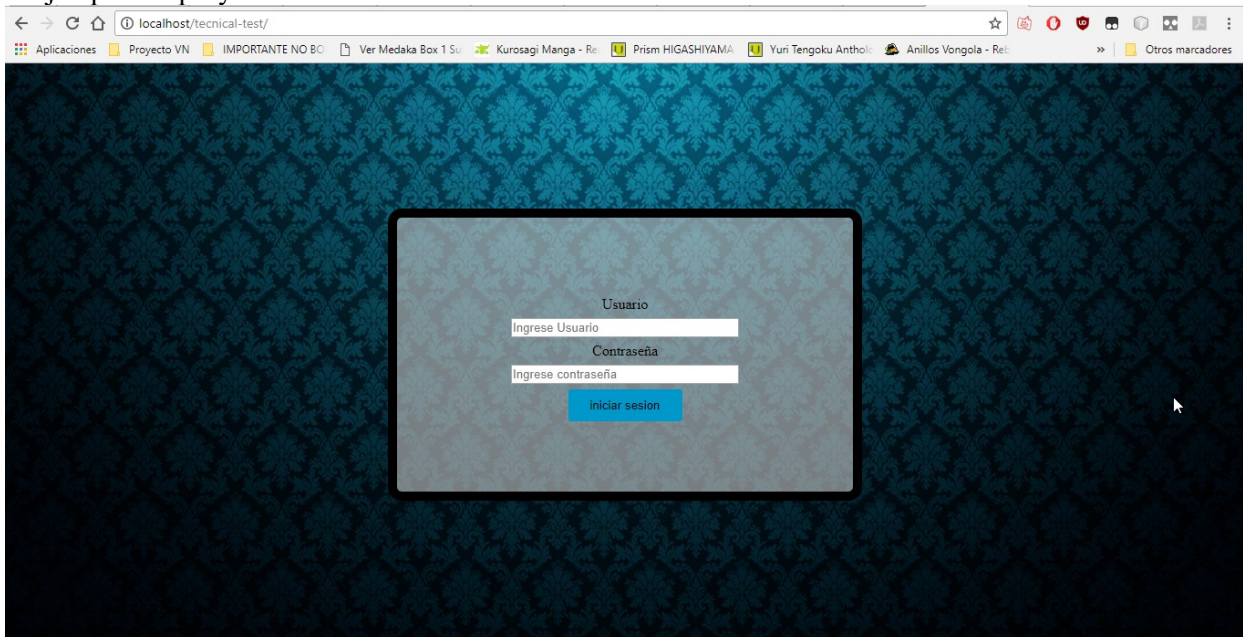 localhost/tecnical-test/
Aplicaciones Proyecto VN IMPORTANTE NO BO Ver Medaka Box 1 Su Kurosagi Manga - Re Prism HIGASHIYAMA Yuri Tengoku Antholo Anillos Vongola - Reb » Otros marcadores
Usuario
Ingrese Usuario
Contraseña
Ingrese contraseña
iniciar sesion